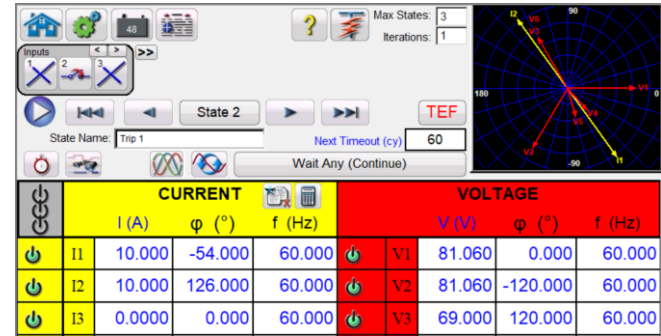 Max States: 3
Iterations: 1
48
?
Inputs < > >>
1 2 3
State 2
TEF
State Name: Trip 1
Next Timeout (cy) 60
Wait Any (Continue)
I2 V6 90
V3
180 V1 0
V4
V5
V2 -90 I1
CURRENT VOLTAGE
I (A) φ (°) f (Hz) V (V) φ (°) f (Hz)
I1 10.000 -54.000 60.000 V1 81.060 0.000 60.000
I2 10.000 126.000 60.000 V2 81.060 -120.000 60.000
I3 0.0000 0.000 60.000 V3 69.000 120.000 60.000